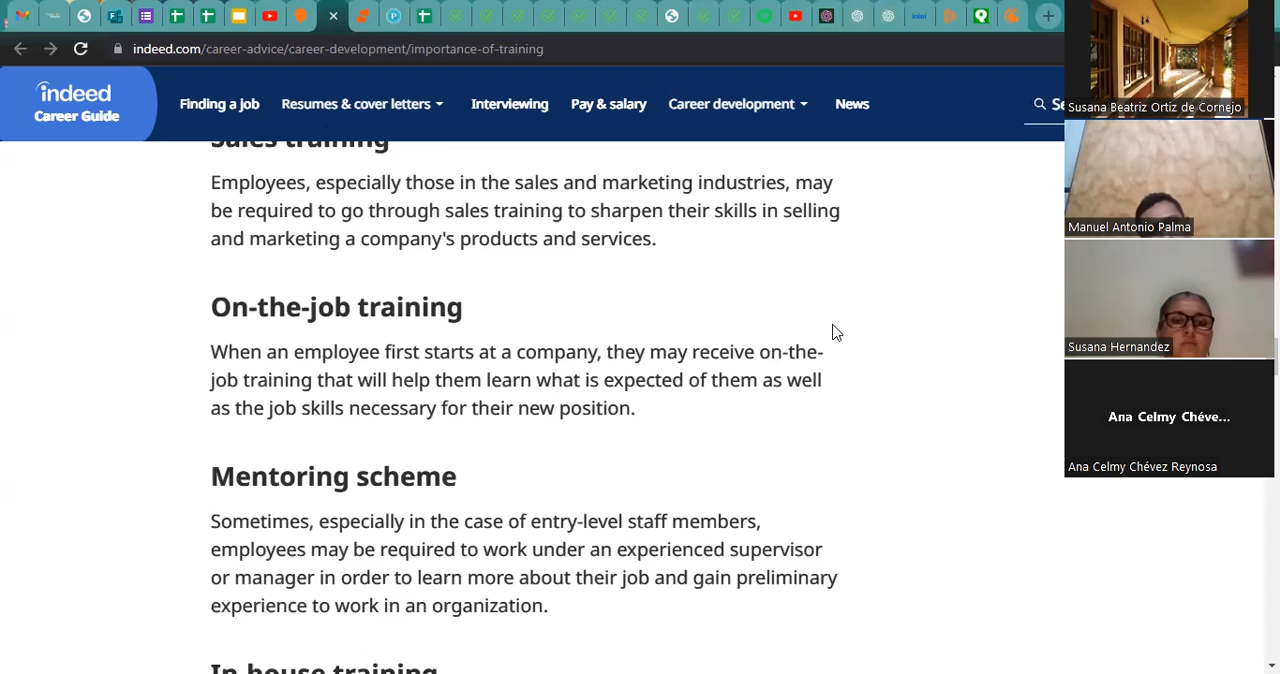 indeed.com/career-advice/career-development/importance-of-training
indeed
Career Guide
Finding a job
Resumes & cover letters
Interviewing
Pay & salary
Career development
News
Sales training
Employees, especially those in the sales and marketing industries, may
be required to go through sales training to sharpen their skills in selling
and marketing a company's products and services.
On-the-job training
When an employee first starts at a company, they may receive on-the-
job training that will help them learn what is expected of them as well
as the job skills necessary for their new position.
Mentoring scheme
Sometimes, especially in the case of entry-level staff members,
employees may be required to work under an experienced supervisor
or manager in order to learn more about their job and gain preliminary
experience to work in an organization.
In-house training
Susana Beatriz Ortiz de Cornejo
Manuel Antonio Palma
Susana Hernandez
Ana Celmy Chéve...
Ana Celmy Chévez Reynosa